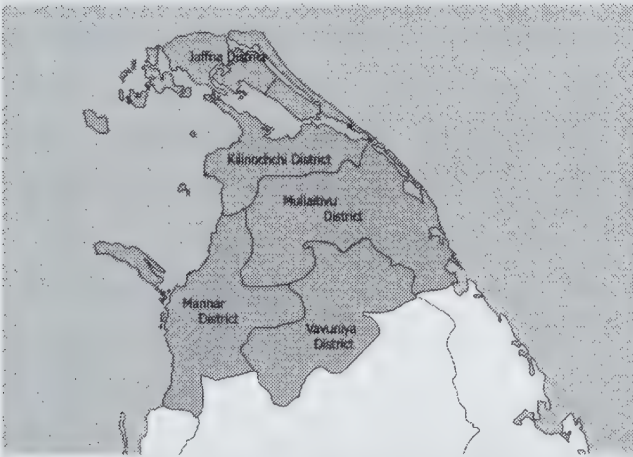 Jaffna District
Kilinochchi District
Mullaitivu
District
Mannar
District
Vavuniya
District